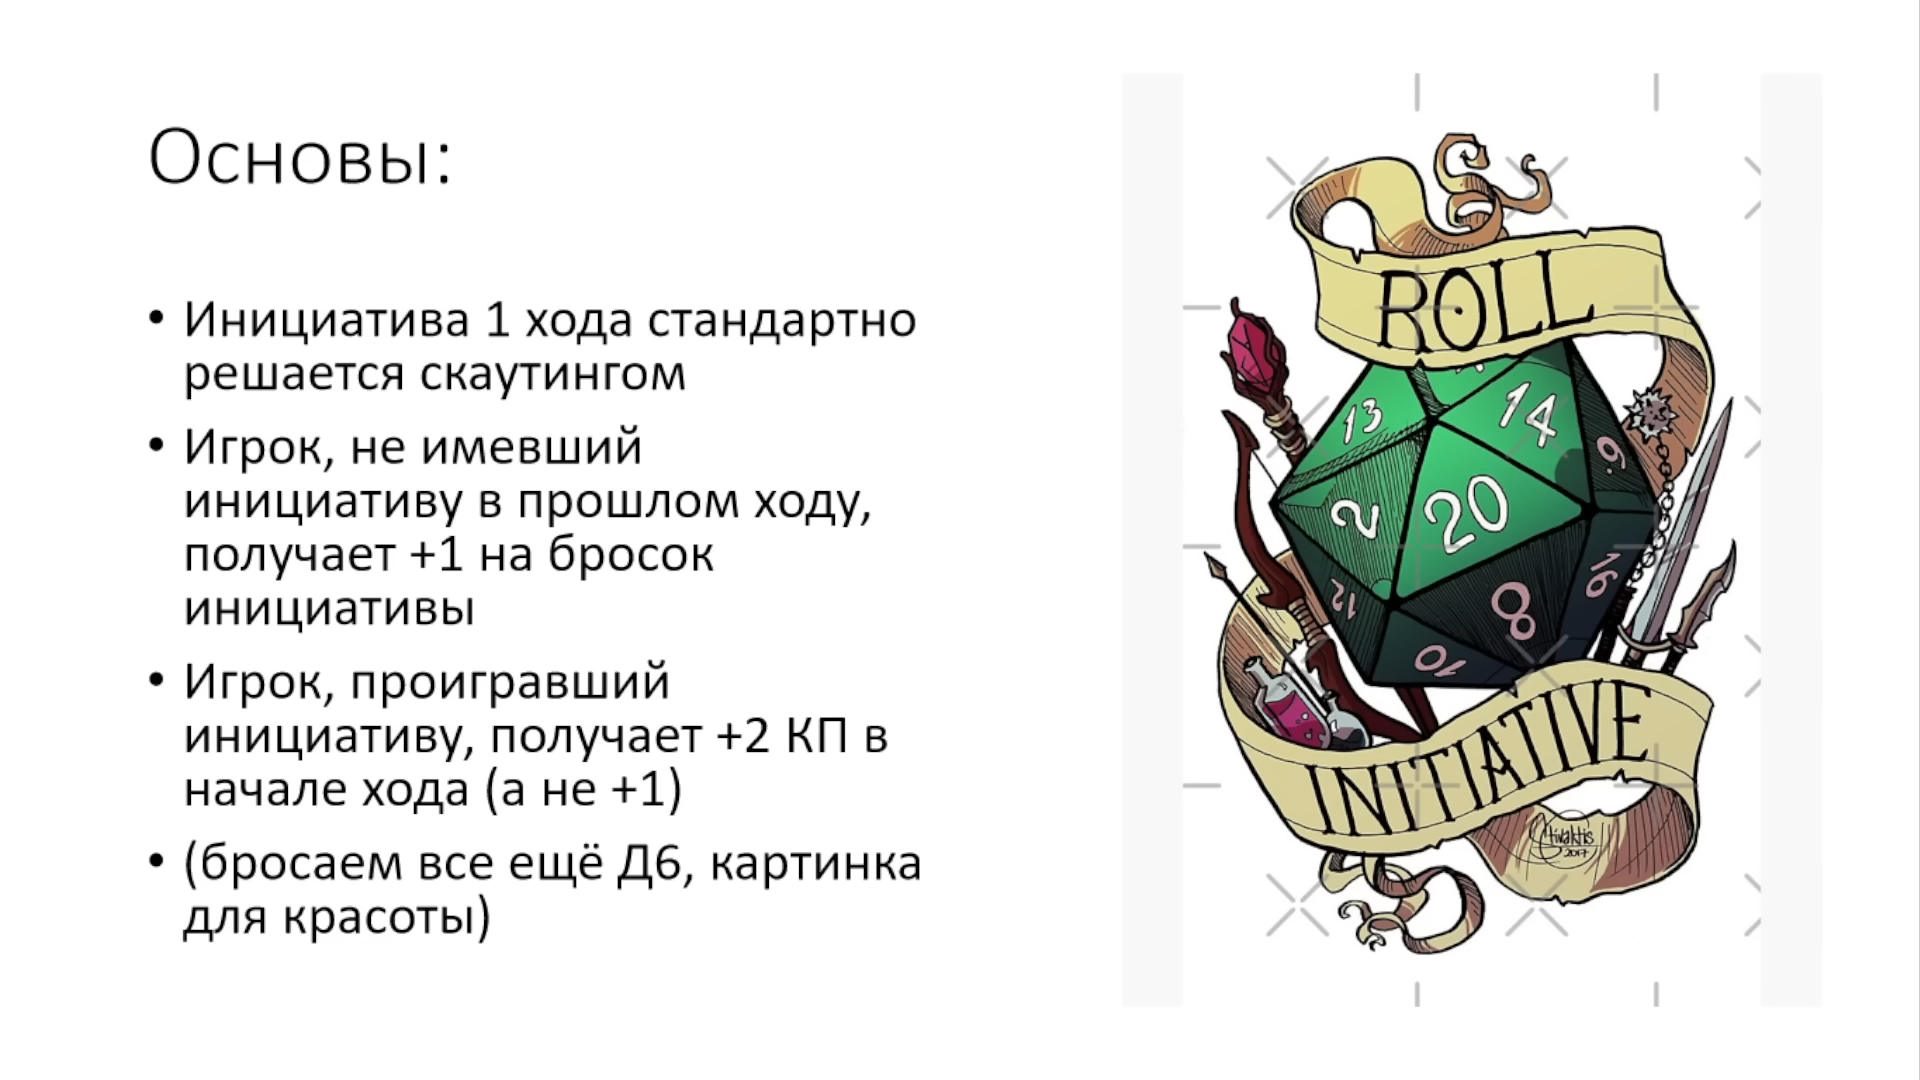 Основы:
• Инициатива 1 хода стандартно
решается скаутингом
• Игрок, не имевший
инициативу в прошлом ходу,
получает +1 на бросок
инициативы
• Игрок, проигравший
инициативу, получает +2 КП в
начале хода (а не +1)
• (бросаем все ещё Д6, картинка
для красоты)
ROLL
13
14
9
2
20
16
12
8
10
INITIATIVE
2017